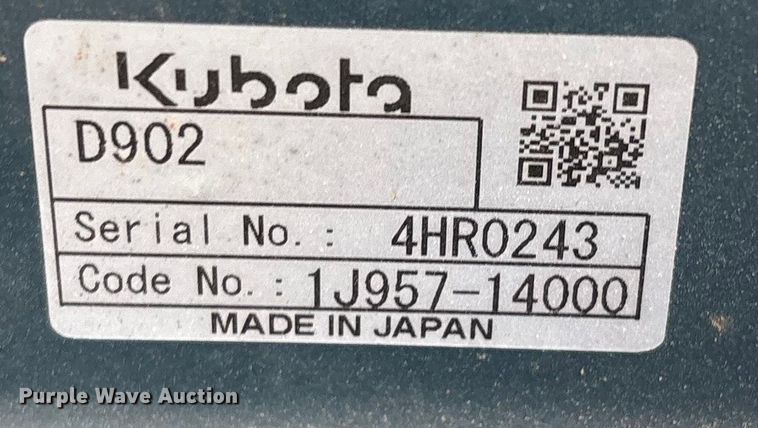 Kubota
D902
Serial No. : 4HR0243
Code No. : 1J957-14000
MADE IN JAPAN
Purple Wave Auction